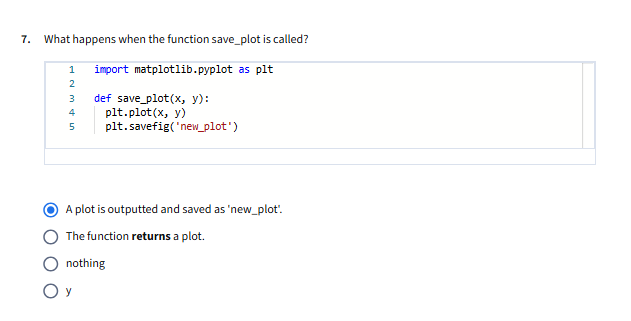 7. What happens when the function save_plot is called?
1 import matplotlib.pyplot as plt
2
3 def save_plot(x, y):
4 plt.plot(x, y)
5 plt.savefig('new_plot')
A plot is outputted and saved as 'new_plot'.
The function returns a plot.
nothing
y